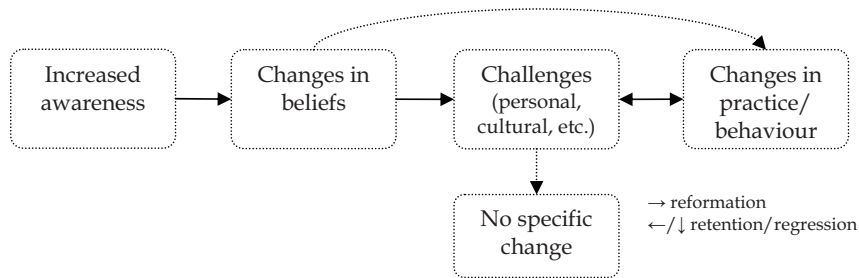 Increased
awareness
Changes in
beliefs
Challenges
(personal,
cultural, etc.)
Changes in
practice/
behaviour
No specific
change
→ reformation
←/↓ retention/regression